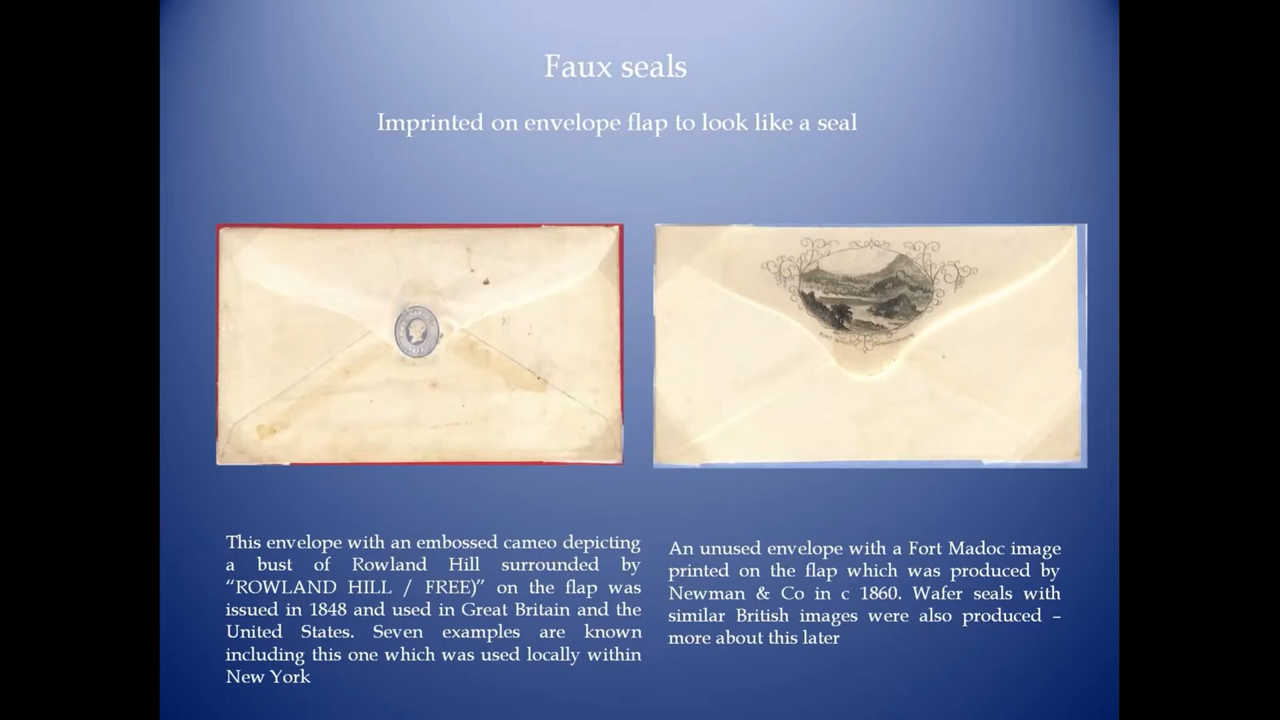 Faux seals
Imprinted on envelope flap to look like a seal
This envelope with an embossed cameo depicting
a bust of Rowland Hill surrounded by
“ROWLAND HILL / FREE)” on the flap was
issued in 1848 and used in Great Britain and the
United States. Seven examples are known
including this one which was used locally within
New York
An unused envelope with a Fort Madoc image
printed on the flap which was produced by
Newman & Co in c 1860. Wafer seals with
similar British images were also produced –
more about this later